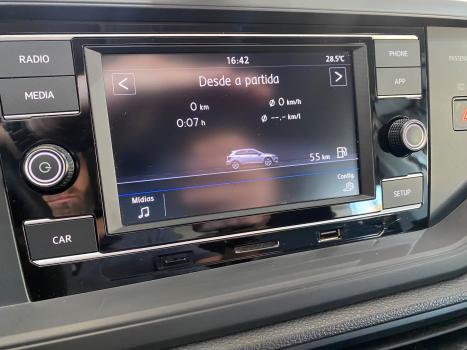 RADIO
MEDIA
CAR
PHONE
APP
SETUP
16:42 28.5°C
< Desde a partida >
0 km Ø 0 km/h
0:07 h Ø --,- km/l
55 km
Mídias Config.